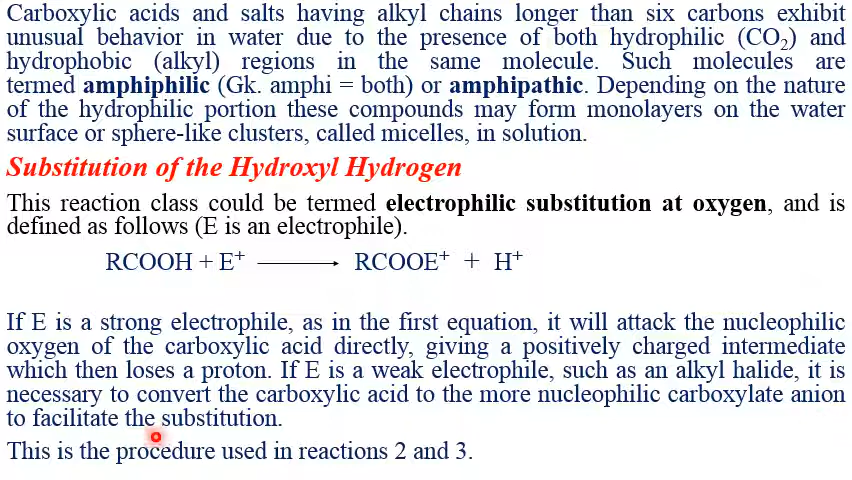 Carboxylic acids and salts having alkyl chains longer than six carbons exhibit
unusual behavior in water due to the presence of both hydrophilic (CO₂) and
hydrophobic (alkyl) regions in the same molecule. Such molecules are
termed amphiphilic (Gk. amphi = both) or amphipathic. Depending on the nature
of the hydrophilic portion these compounds may form monolayers on the water
surface or sphere-like clusters, called micelles, in solution.
Substitution of the Hydroxyl Hydrogen
This reaction class could be termed electrophilic substitution at oxygen, and is
defined as follows (E is an electrophile).
RCOOH + E⁺ ⟶ RCOOE⁺ + H⁺
If E is a strong electrophile, as in the first equation, it will attack the nucleophilic
oxygen of the carboxylic acid directly, giving a positively charged intermediate
which then loses a proton. If E is a weak electrophile, such as an alkyl halide, it is
necessary to convert the carboxylic acid to the more nucleophilic carboxylate anion
to facilitate the substitution.
This is the procedure used in reactions 2 and 3.